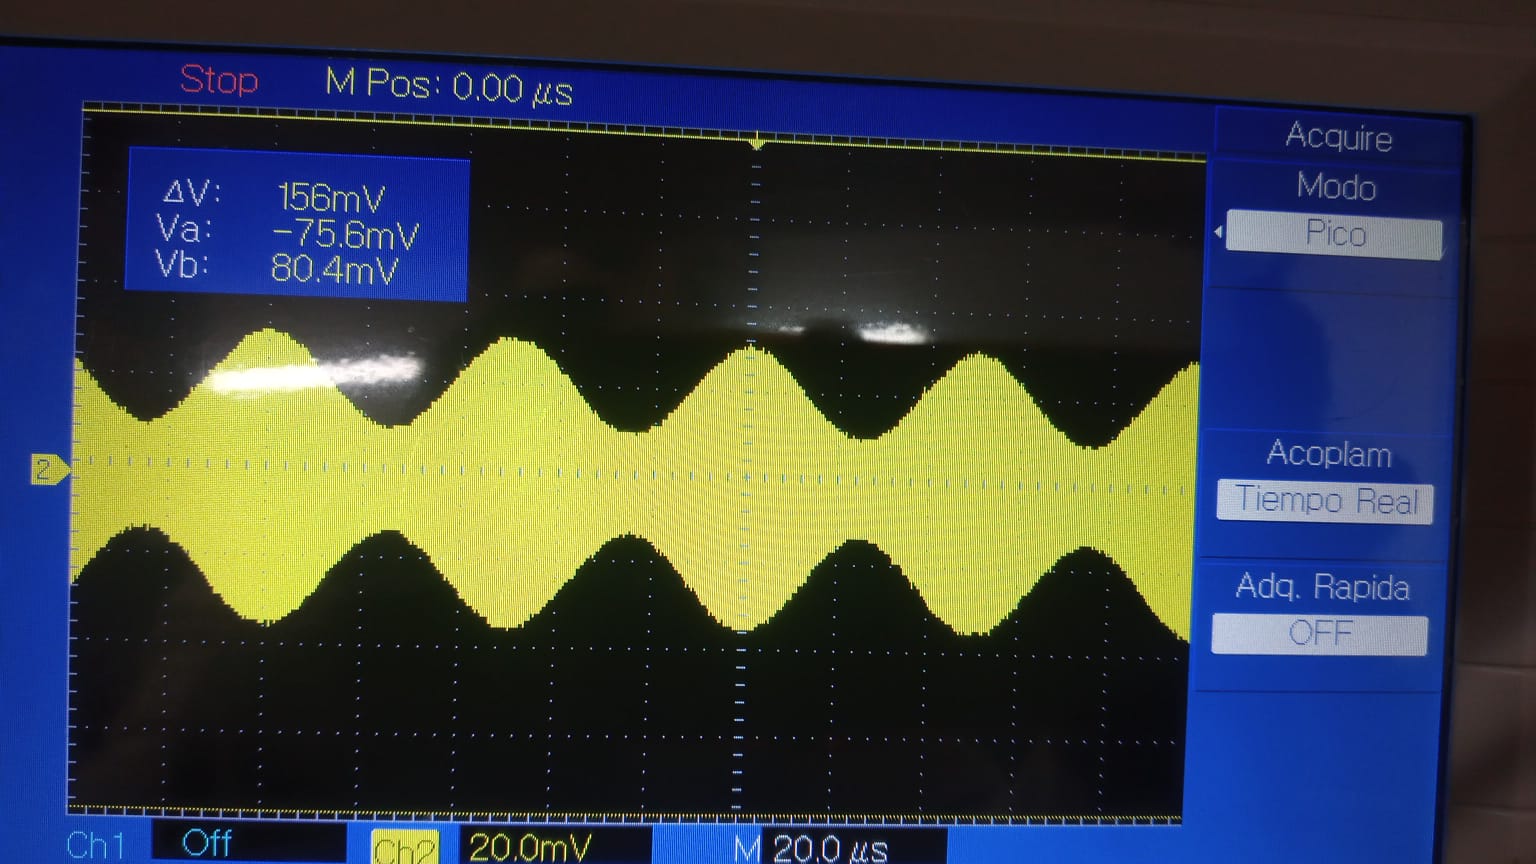 Stop M Pos: 0.00 µs
Acquire
Modo
Pico
ΔV: 156mV
Va: -75.6mV
Vb: 80.4mV
2
Acoplam
Tiempo Real
Adq. Rapida
OFF
Ch1 Off Ch2 20.0mV M 20.0 µs